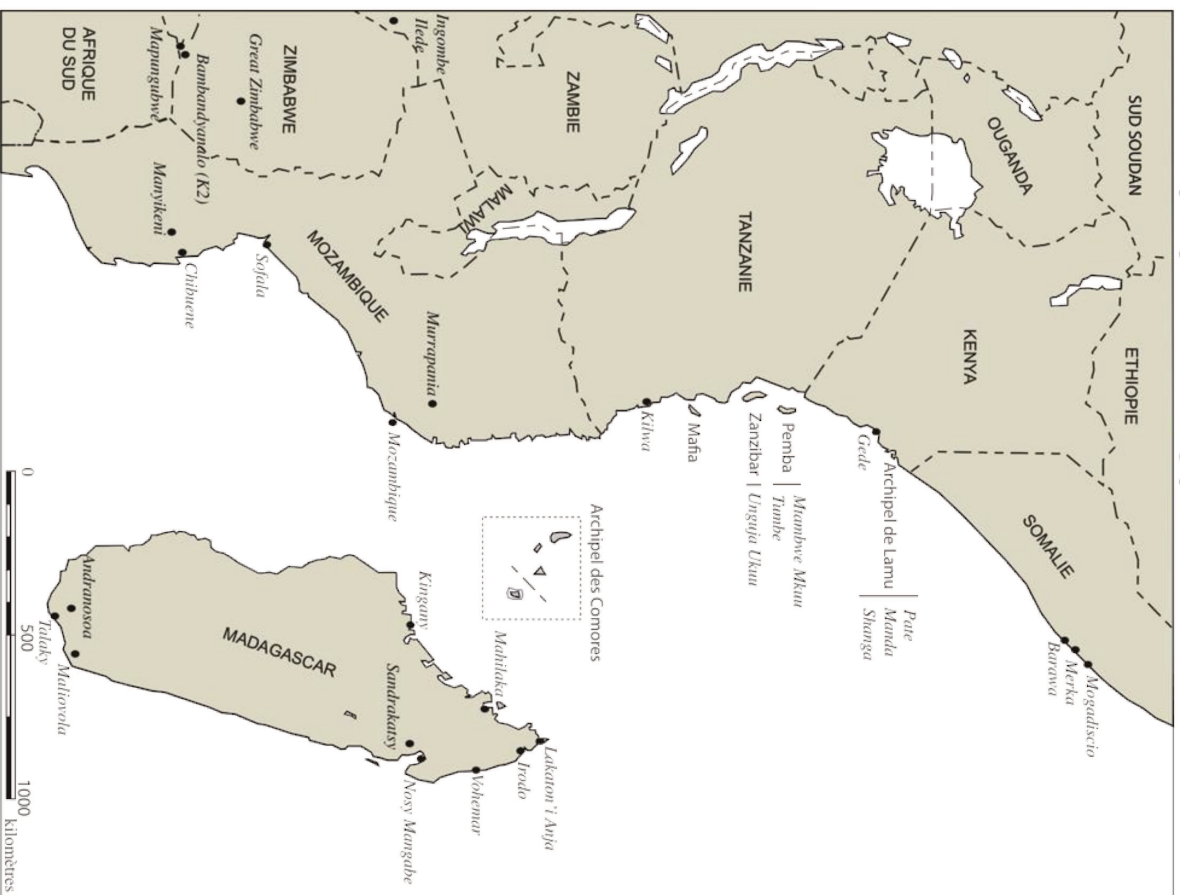 SUD SOUDAN
ETHIOPIE
OUGANDA
KENYA
SOMALIE
Mogadiscio
Merka
Barawa
Pate
Archipel de Lamu | Manda
Shanga
Gede
Pemba | Mtambwe Mkuu
Tumbe
Zanzibar | Unguja Ukuu
TANZANIE
Mafia
Kilwa
Archipel des Comores
ZAMBIE
MALAWI
Lakaton'i Anja
Irodo
Mahilaka
Vohemar
Ingombe
Ilede
Murrapania
Mozambique
Kingany
Sandrakatsy
Nosy Mangabe
MOZAMBIQUE
ZIMBABWE
Great Zimbabwe
Sofala
MADAGASCAR
Bambandyanalo (K2)
Mapungubwe
Manyikeni
Chibuene
AFRIQUE
DU SUD
Andranosoa
Maliovola
Talaky
0 500 1000
kilomètres